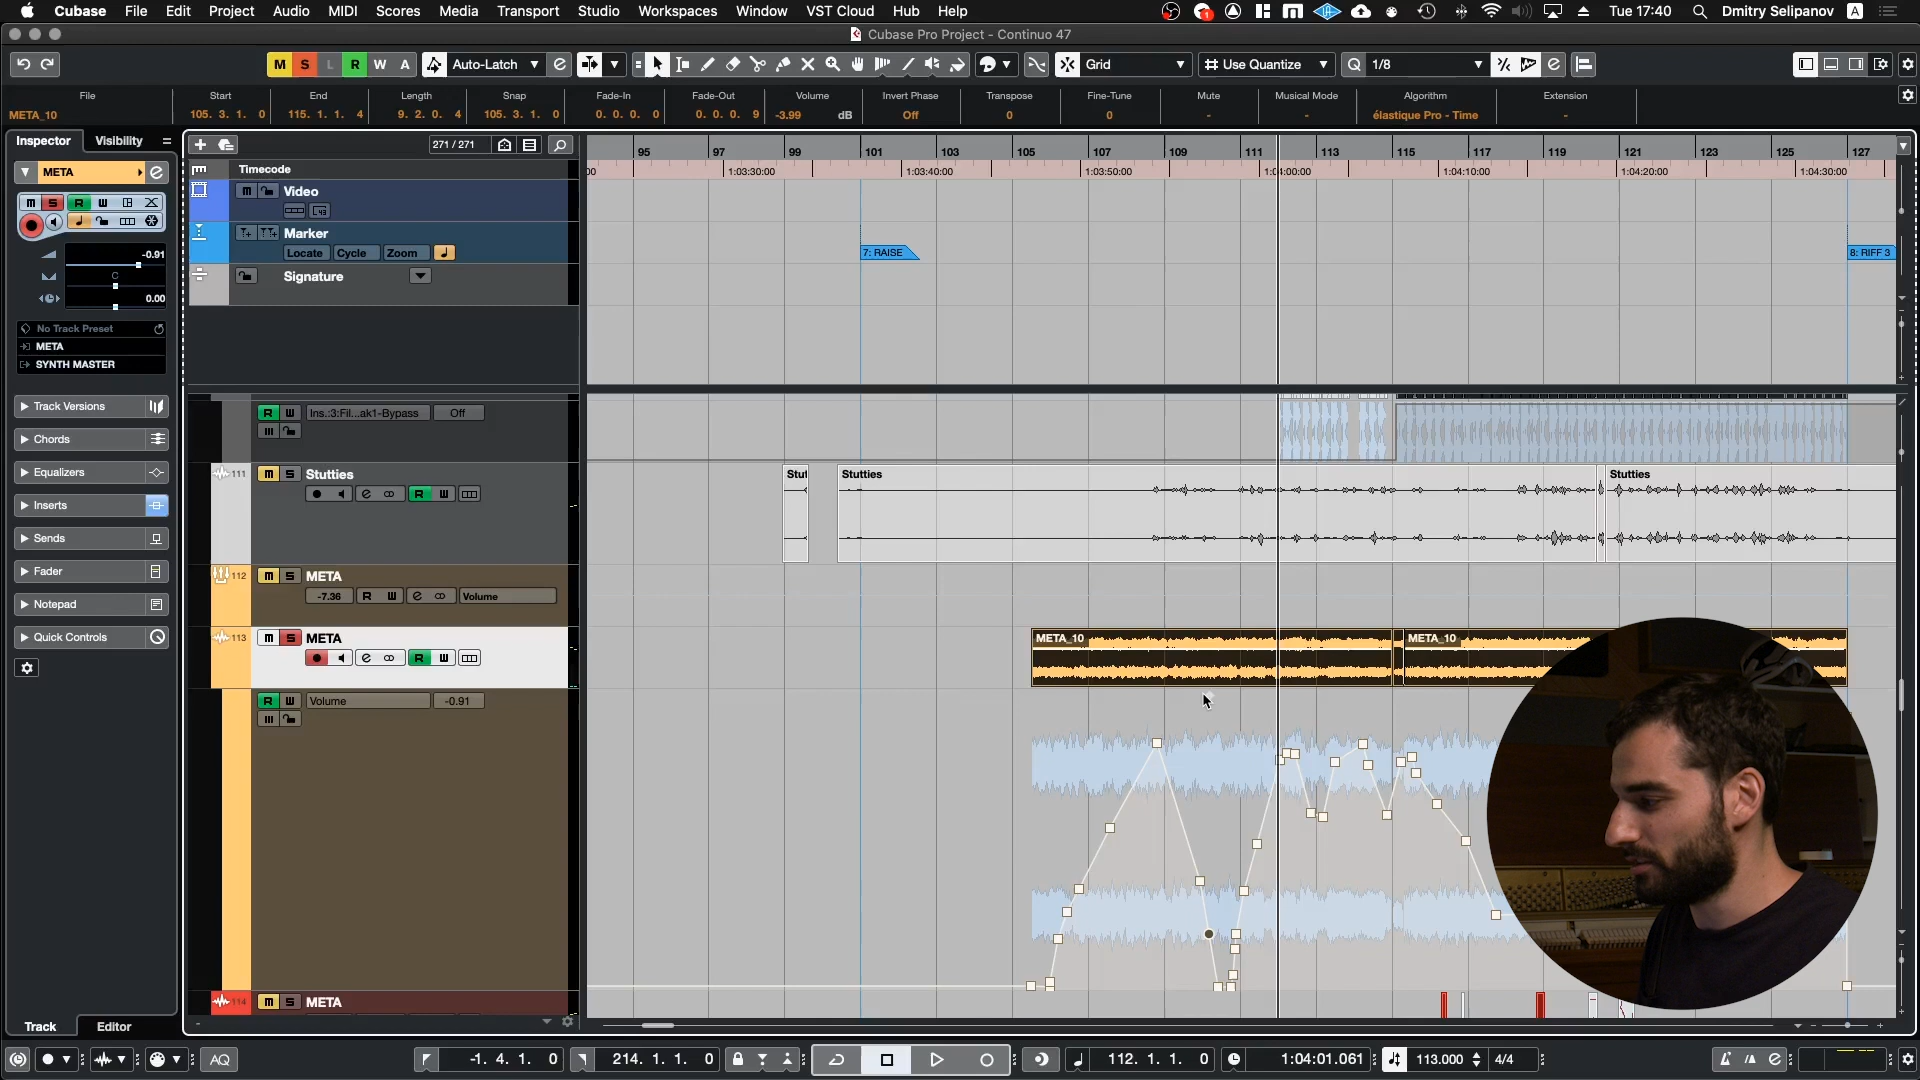 Cubase File Edit Project Audio MIDI Scores Media Transport Studio Workspaces Window VST Cloud Hub Help
1
Tue 17:40 Dmitry Selipanov A
Cubase Pro Project - Continuo 47
M S L R W A Auto-Latch Grid Use Quantize Q 1/8
File Start End Length Snap Fade-In Fade-Out Volume Invert Phase Transpose Fine-Tune Mute Musical Mode Algorithm Extension
META_10 105. 3. 1. 0 115. 1. 1. 4 9. 2. 0. 4 105. 3. 1. 0 0. 0. 0. 0 0. 0. 0. 9 -3.99 dB Off 0 0 - - élastique Pro - Time -
Inspector Visibility
271 / 271
95 97 99 101 103 105 107 109 111 113 115 117 119 121 123 125 127
Timecode
1:03:30:00 1:03:40:00 1:03:50:00 1:04:00:00 1:04:10:00 1:04:20:00 1:04:30:00
META
m Video
m S R W
Marker
Locate Cycle Zoom
7: RAISE
8: RIFF 3
-0.91
C
0.00
Signature
No Track Preset
META
SYNTH MASTER
Track Versions
R W Ins.:3:Fil...ak1-Bypass Off
Chords
Equalizers
111 m S Stutties
Stut
Stutties
Stutties
R W
Inserts
Sends
Fader
112 m S META
-7.36 R W Volume
Notepad
Quick Controls
113 m S META
META_10
META_10
R W
R W Volume -0.91
114 m S META
Track Editor
AQ -1. 4. 1. 0 214. 1. 1. 0 112. 1. 1. 0 1:04:01.061 113.000 4/4